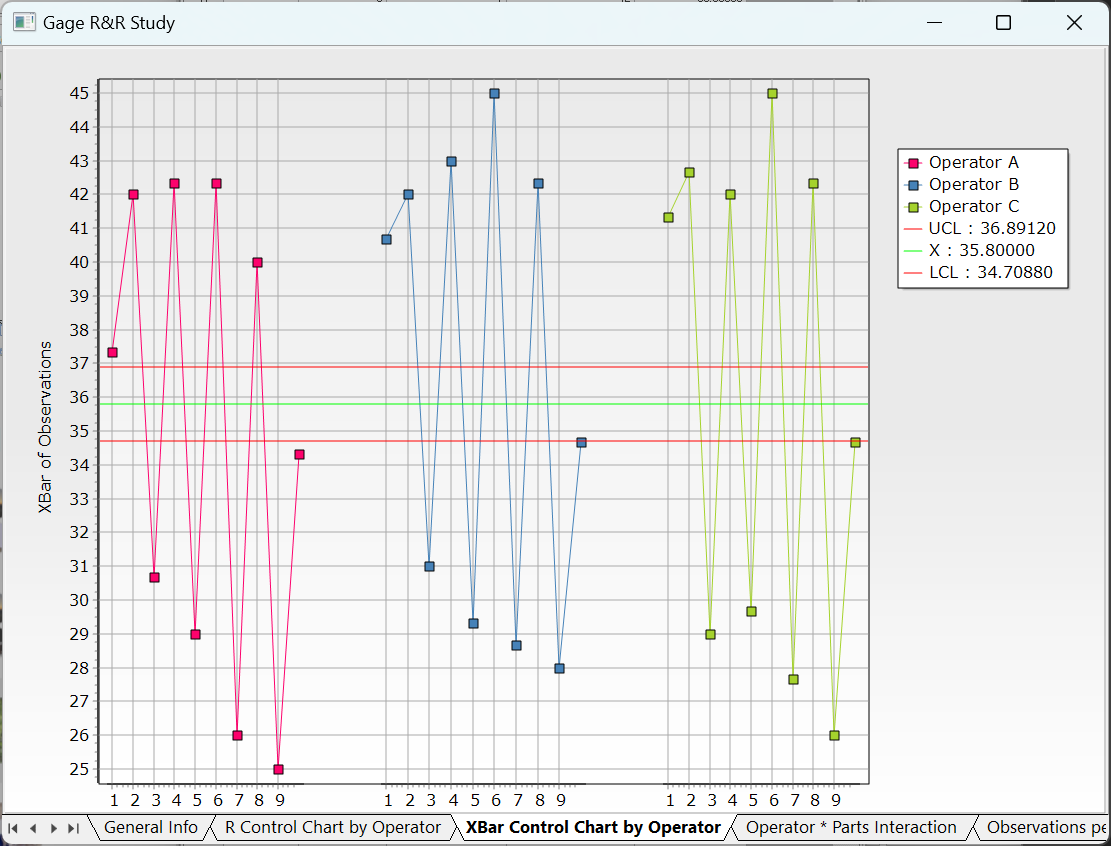 Gage R&R Study
45
44
43
42
41
40
39
38
37
36
35
34
33
32
31
30
29
28
27
26
25
XBar of Observations
1 2 3 4 5 6 7 8 9
1 2 3 4 5 6 7 8 9
1 2 3 4 5 6 7 8 9
Operator A
Operator B
Operator C
UCL : 36.89120
X : 35.80000
LCL : 34.70880
General Info
R Control Chart by Operator
XBar Control Chart by Operator
Operator * Parts Interaction
Observations pe